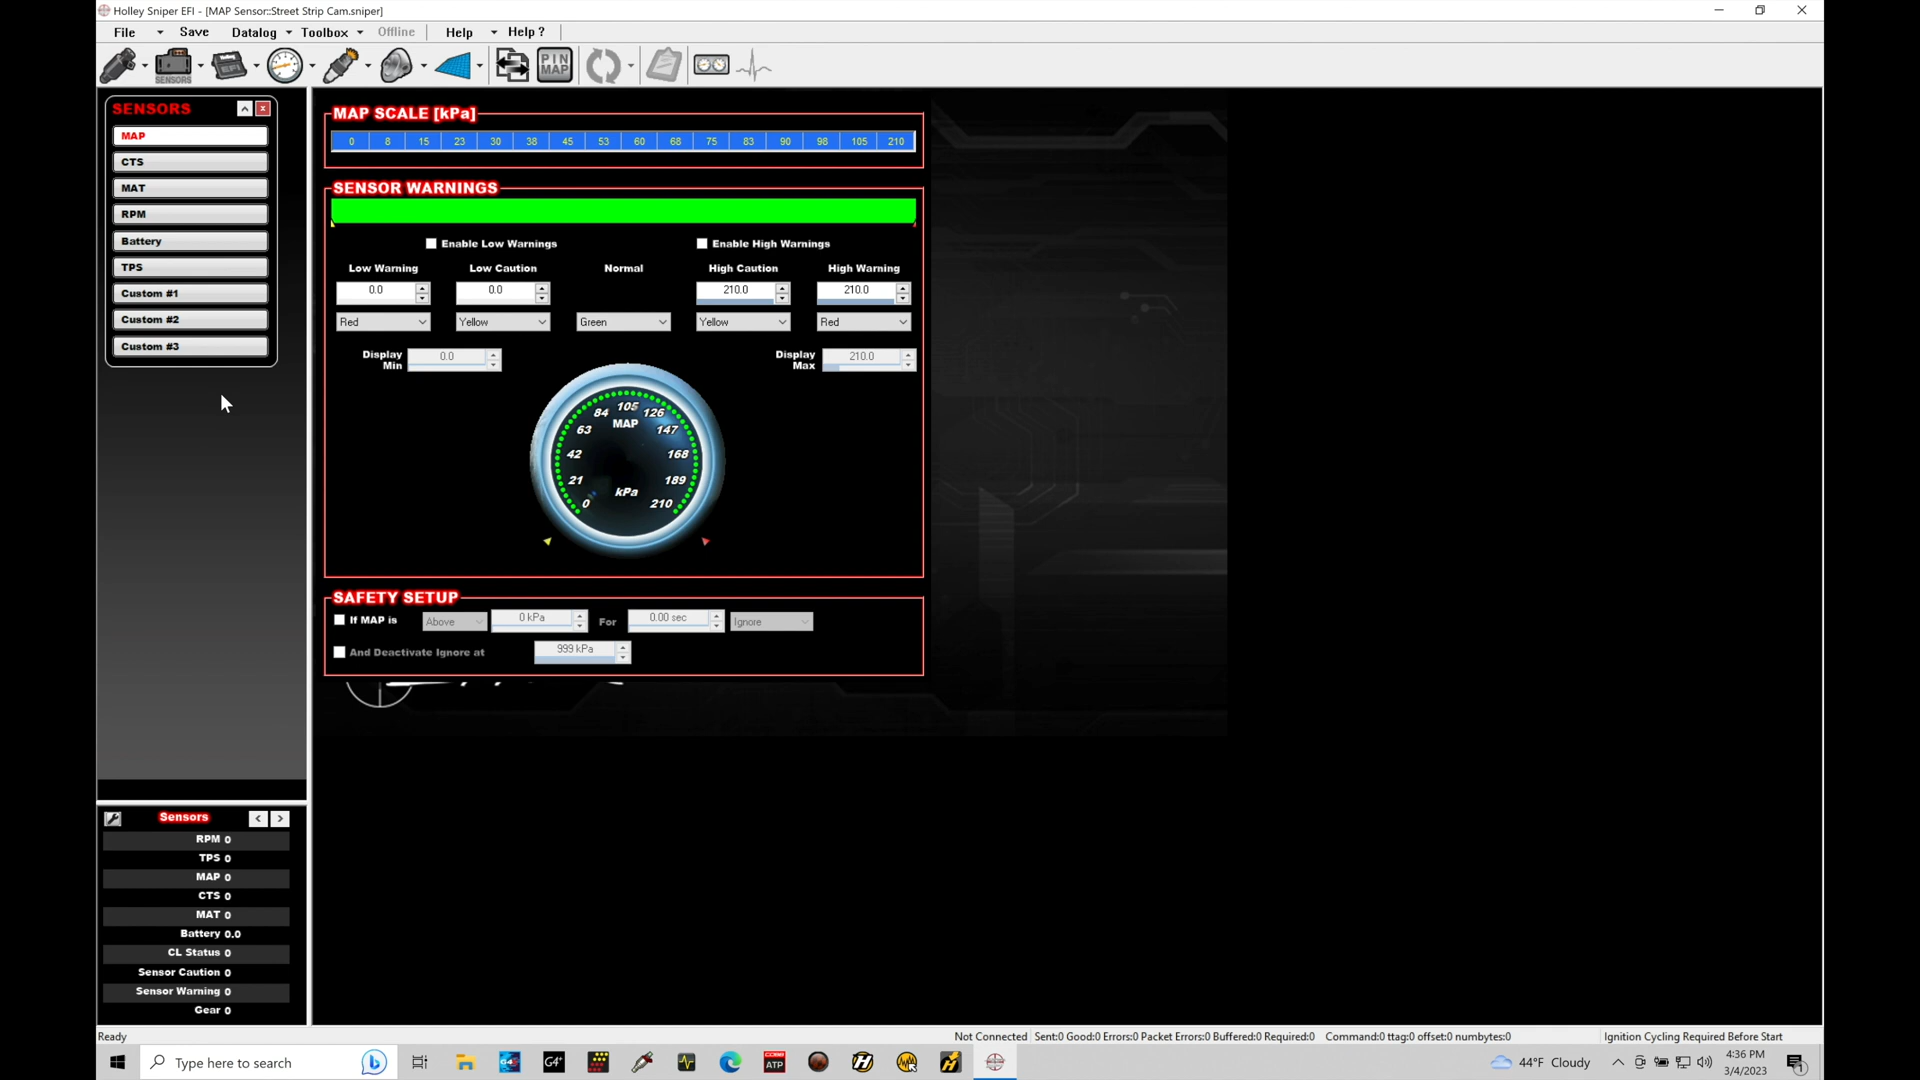 Holley Sniper EFI - [MAP Sensor::Street Strip Cam.sniper]
File Save Datalog Toolbox Offline Help Help ?
SENSORS EFI PIN MAP
SENSORS
MAP
CTS
MAT
RPM
Battery
TPS
Custom #1
Custom #2
Custom #3
MAP SCALE [kPa]
0 8 15 23 30 38 45 53 60 68 75 83 90 98 105 210
SENSOR WARNINGS
Enable Low Warnings Enable High Warnings
Low Warning Low Caution Normal High Caution High Warning
0.0 0.0 210.0 210.0
Red Yellow Green Yellow Red
Display Min 0.0 Display Max 210.0
105
84 126
MAP
63 147
42 168
21 189
kPa
0 210
SAFETY SETUP
If MAP is Above 0 kPa For 0.00 sec Ignore
And Deactivate Ignore at 999 kPa
Sensors
RPM 0
TPS 0
MAP 0
CTS 0
MAT 0
Battery 0.0
CL Status 0
Sensor Caution 0
Sensor Warning 0
Gear 0
Ready Not Connected Sent:0 Good:0 Errors:0 Packet Errors:0 Buffered:0 Required:0 Command:0 ttag:0 offset:0 numbytes:0 Ignition Cycling Required Before Start
Type here to search G4X G4+ COBB ATP 44°F Cloudy 4:36 PM
3/4/2023 1